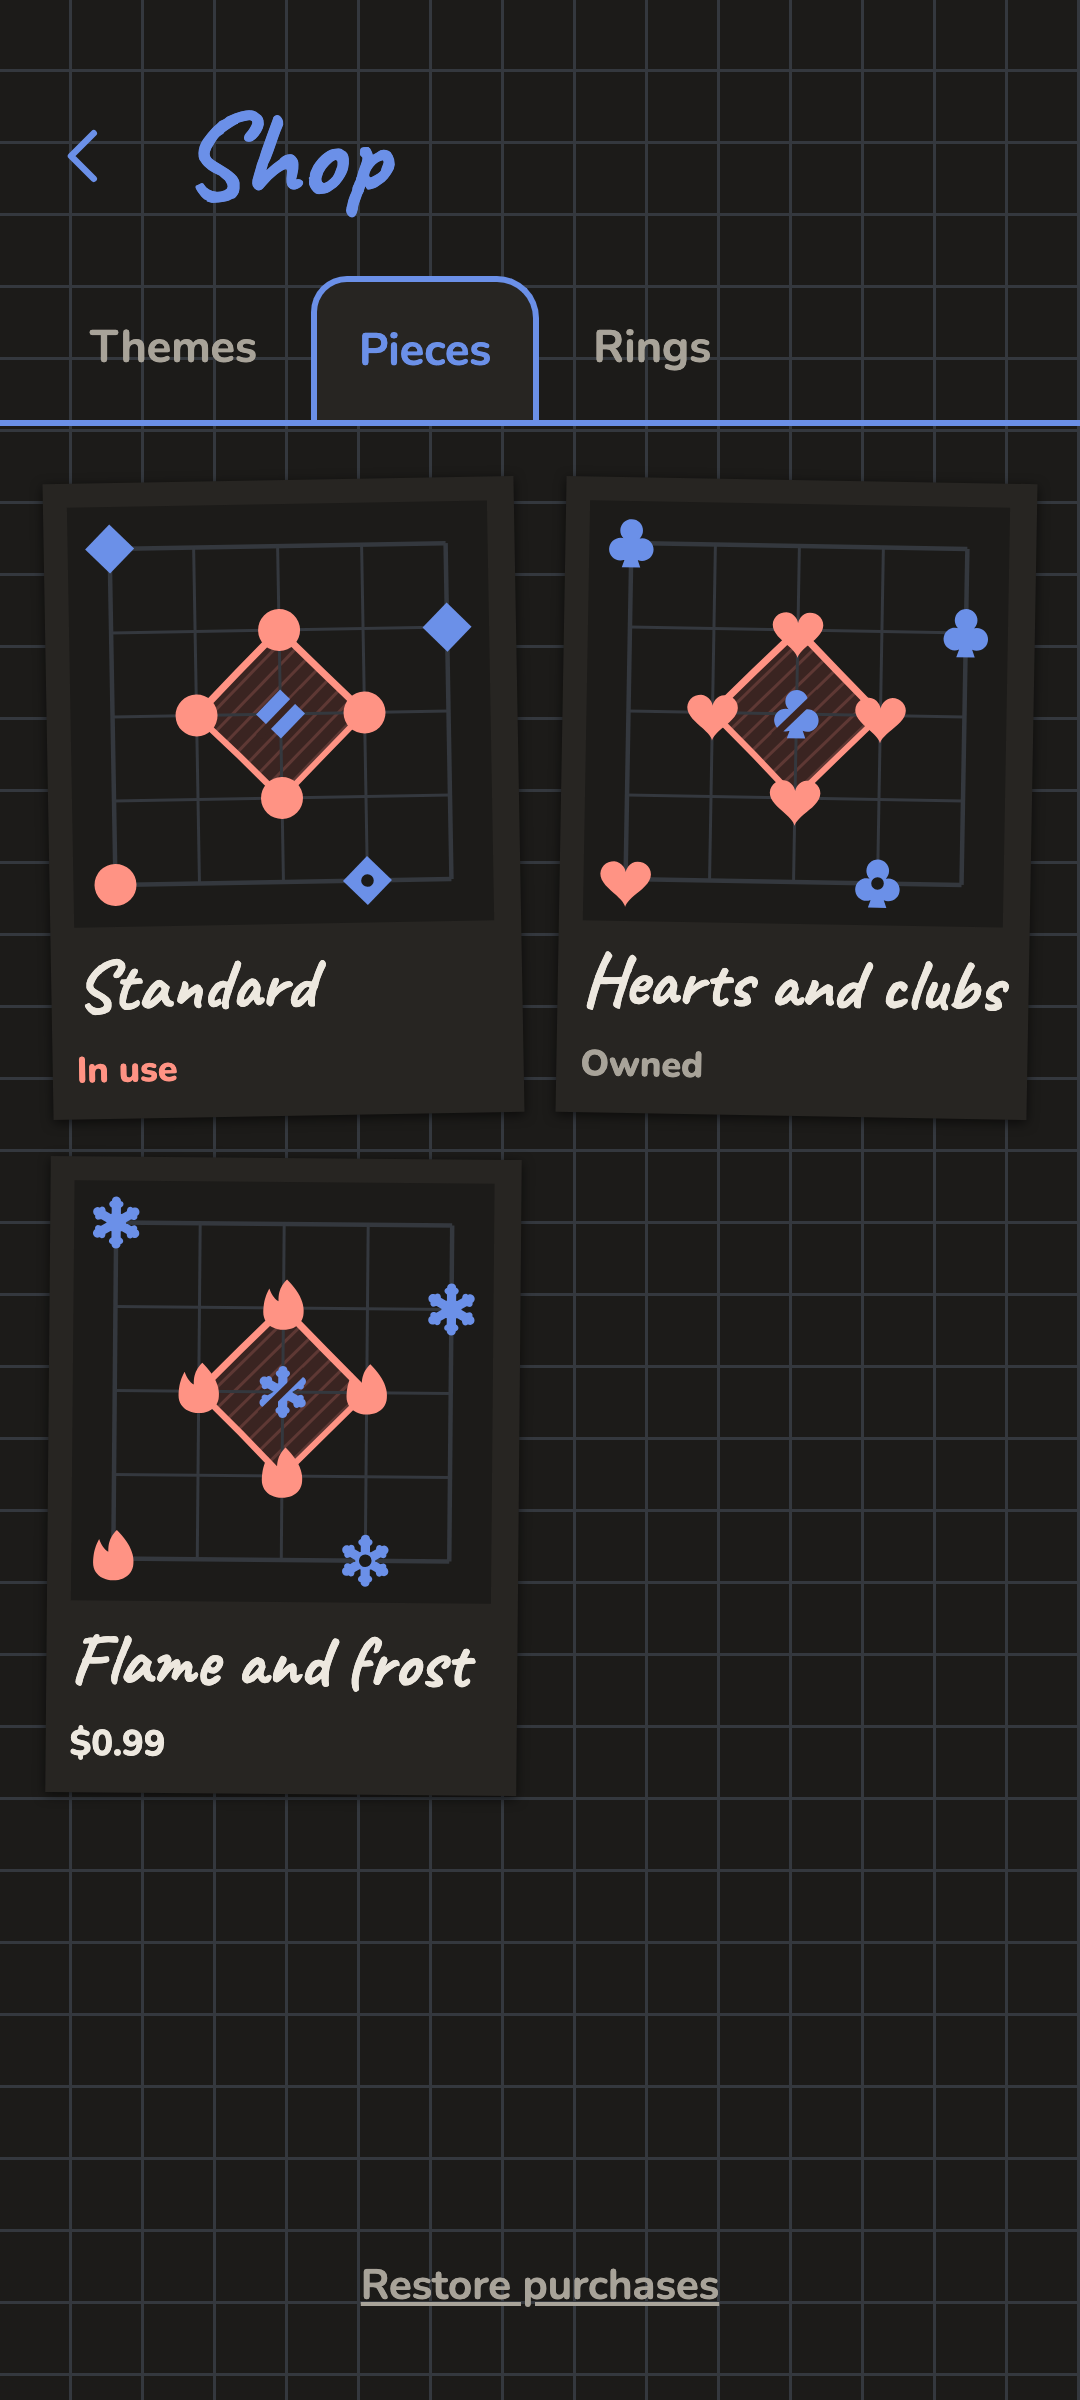 Shop
Themes
Pieces
Rings
Standard
In use
Hearts and clubs
Owned
Flame and frost
$0.99
Restore purchases